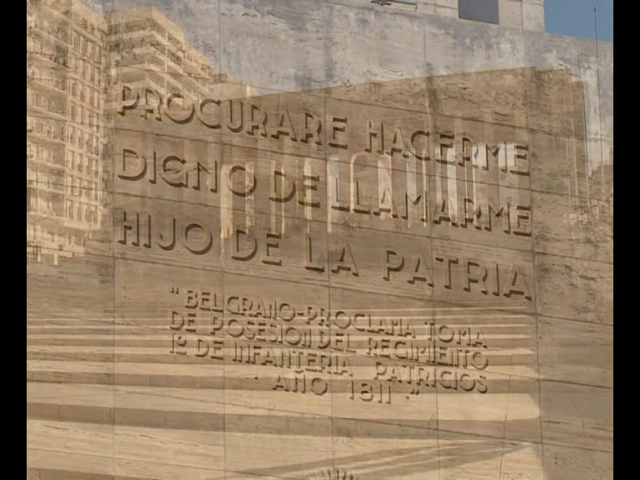 PROCURARE HACERME
DIGNO DE LLAMARME
HIJO DE LA PATRIA
"BELGRANO-PROCLAMA TOMA
DE POSESION DEL REGIMIENTO
1º DE INFANTERIA PATRICIOS
· AÑO 1811 ·"